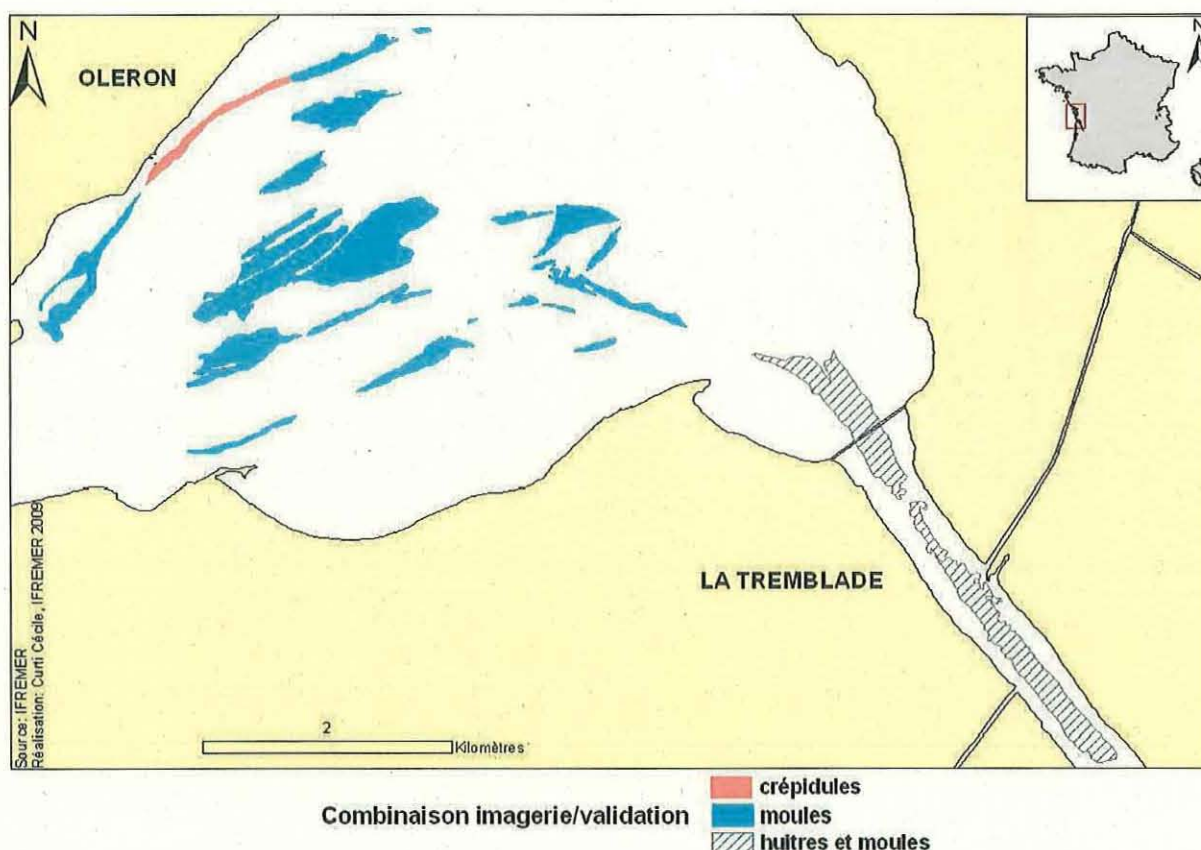 N
OLERON
N
LA TREMBLADE
Source: IFREMER
Réalisation: Curti Cécile, IFREMER 2009
2
Kilomètres
Combinaison imagerie/validation
crépidules
moules
huîtres et moules